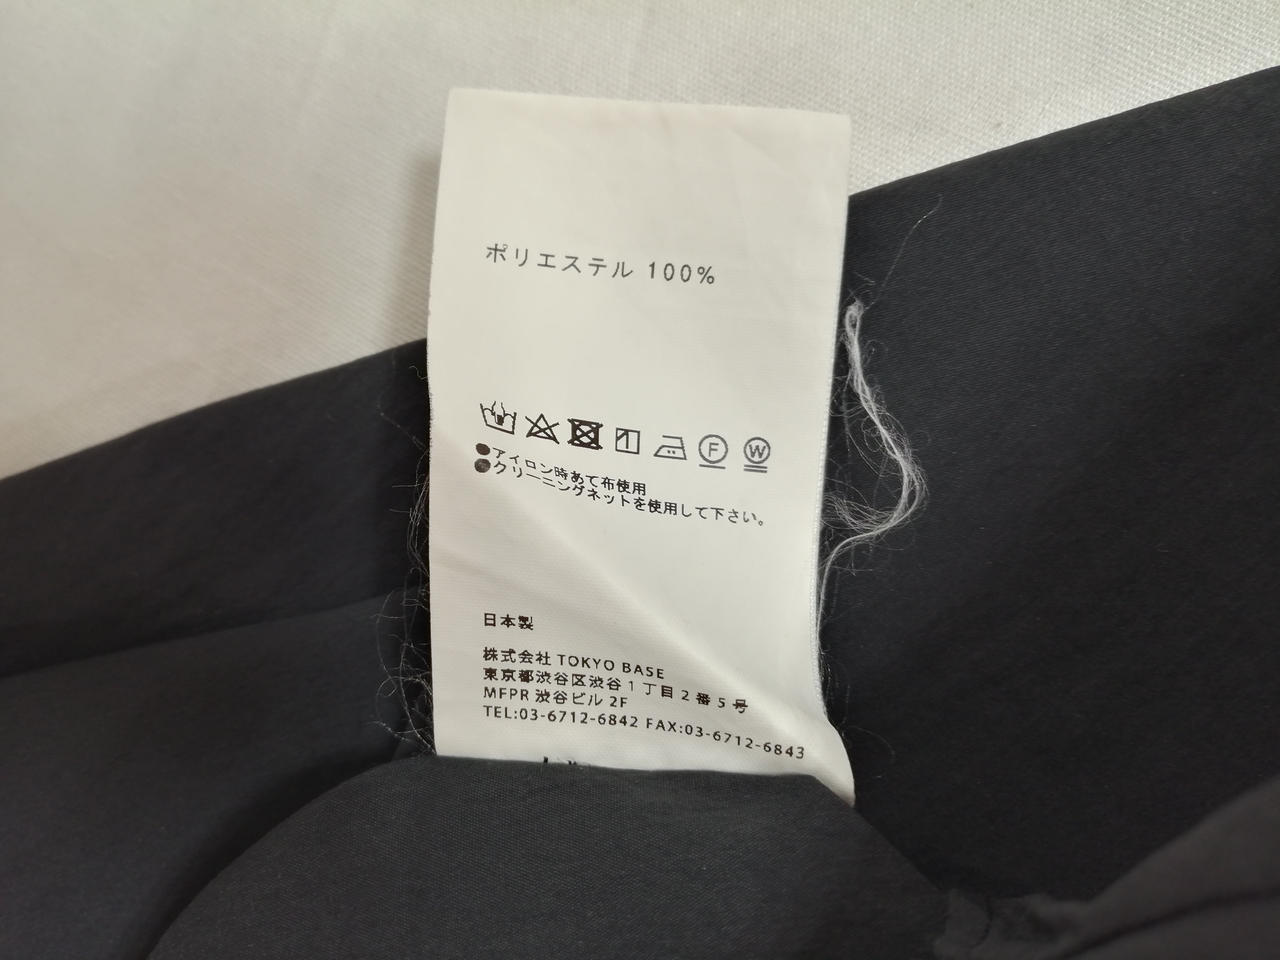 ポリエステル 100%
F W
●アイロン時あて布使用
●クリーニングネットを使用して下さい。
日本製
株式会社 TOKYO BASE
東京都渋谷区渋谷1丁目2番5号
MFPR 渋谷ビル 2F
TEL:03-6712-6842 FAX:03-6712-6843